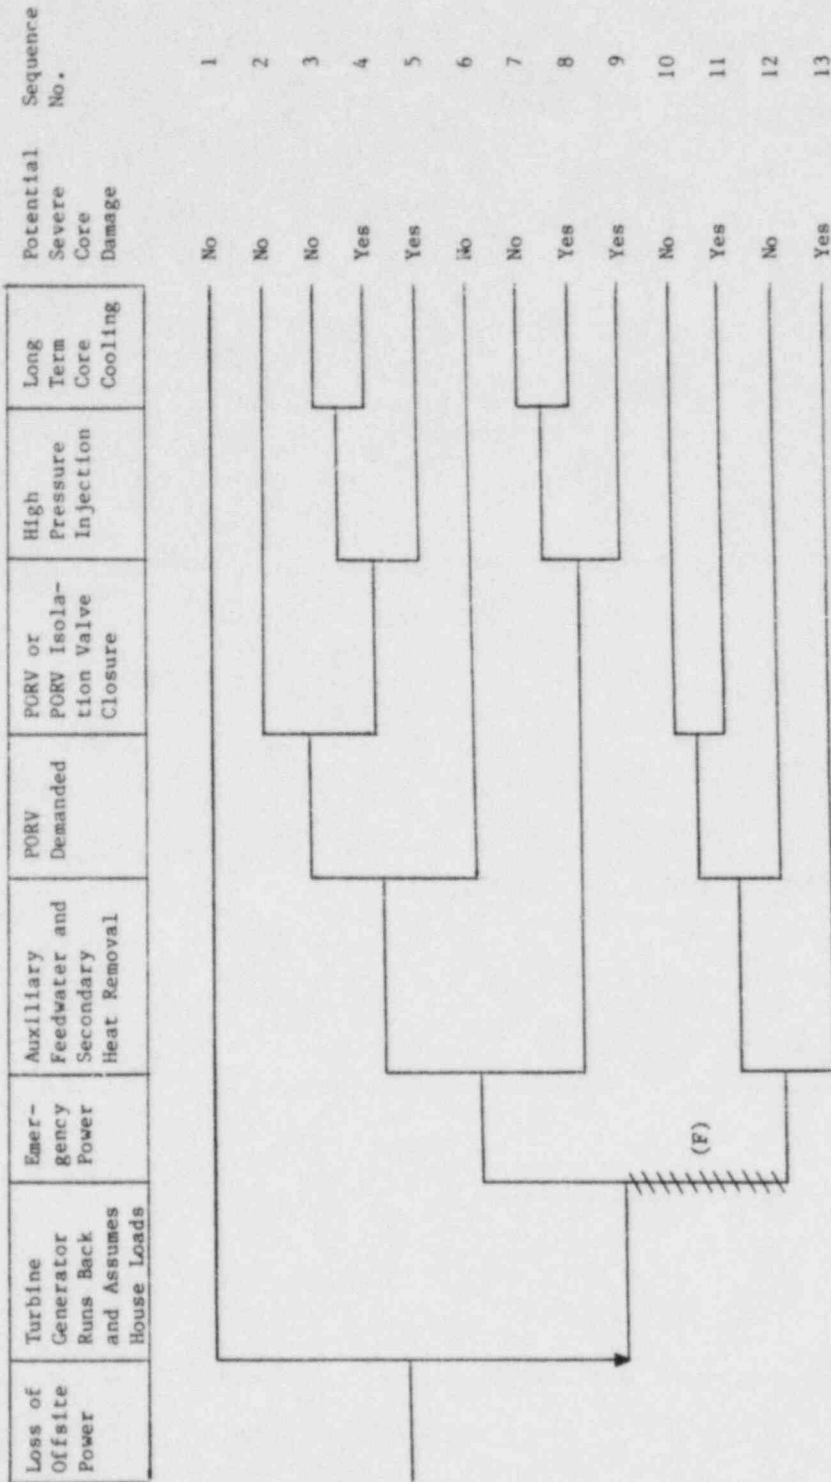 Loss of
Offsite
Power
Turbine
Generator
Runs Back
and Assumes
House Loads
Emer-
gency
Power
Auxiliary
Feedwater and
Secondary
Heat Removal
PORV
Demanded
PORV or
PORV Isola-
tion Valve
Closure
High
Pressure
Injection
Long
Term
Core
Cooling
Potential
Severe
Core
Damage
Sequence
No.
No 1
No 2
No 3
Yes 4
Yes 5
No 6
No 7
Yes 8
Yes 9
No 10
Yes 11
No 12
Yes 13
(F)